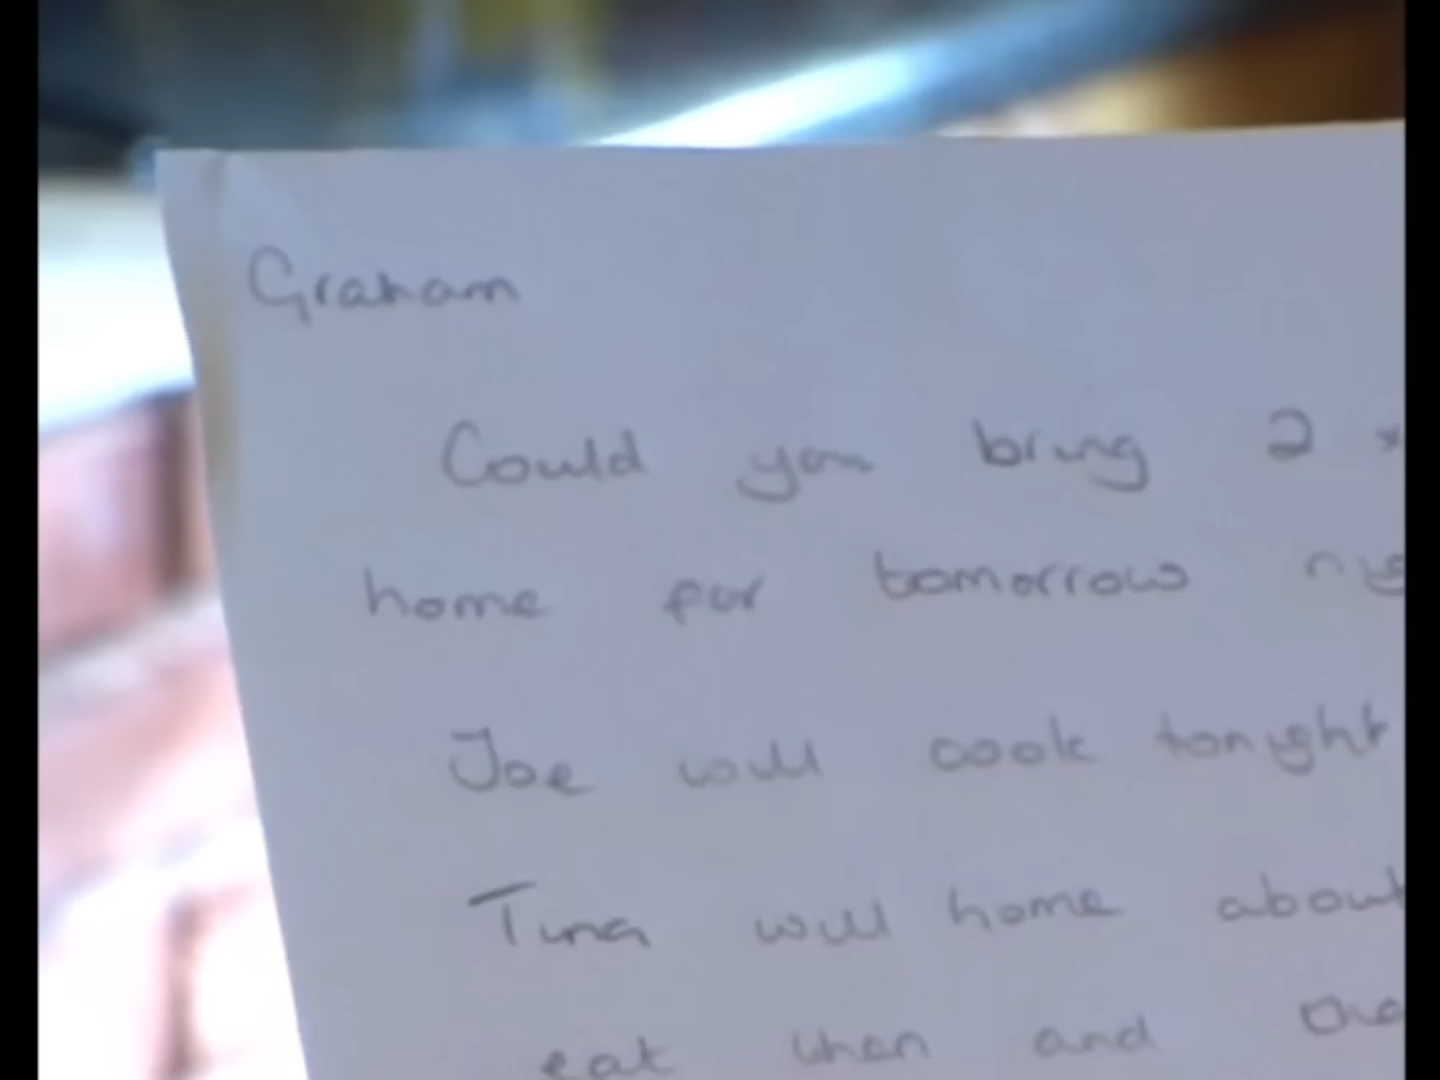 Graham
Could you bring 2 x
home for tomorrow
Joe will cook tonight
Tina will home about
eat then and